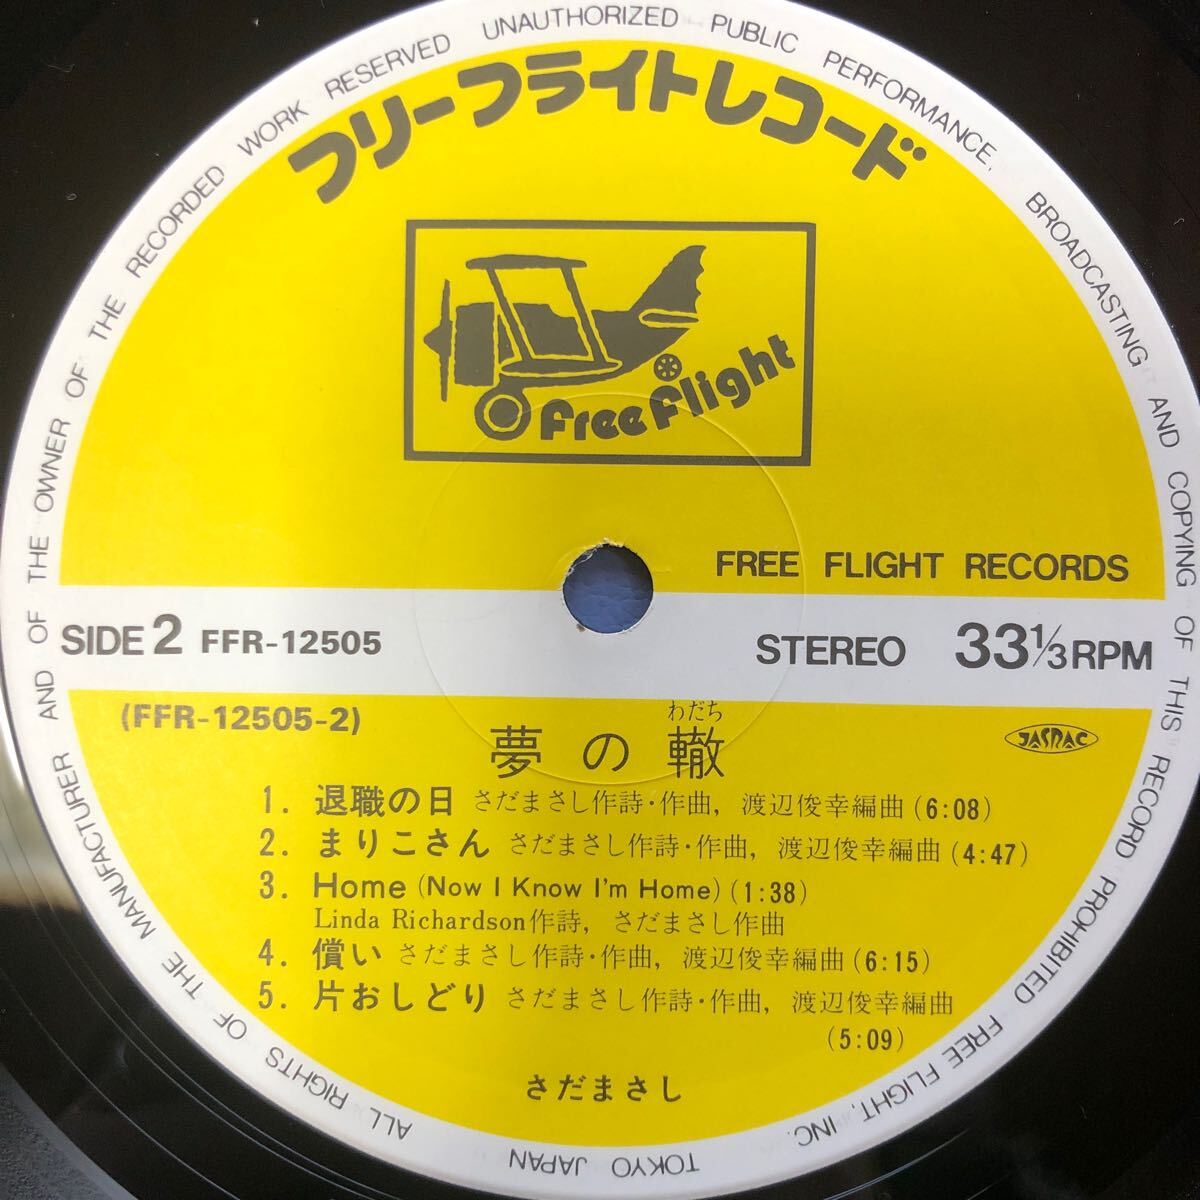 ALL RIGHTS OF THE MANUFACTURER AND OF THE OWNER OF THE RECORDED WORK RESERVED UNAUTHORIZED PUBLIC PERFORMANCE, BROADCASTING AND COPYING OF THIS RECORD PROHIBITED FREE FLIGHT, INC.
TOKYO JAPAN
フリーフライトレコード
free flight
FREE FLIGHT RECORDS
SIDE 2 FFR-12505
STEREO 33 1/3 RPM
(FFR-12505-2)
わだち
夢の轍
JASRAC
1. 退職の日 さだまさし作詩・作曲, 渡辺俊幸編曲 (6:08)
2. まりこさん さだまさし作詩・作曲, 渡辺俊幸編曲 (4:47)
3. Home (Now I Know I'm Home) (1:38)
Linda Richardson作詩, さだまさし作曲
4. 償い さだまさし作詩・作曲, 渡辺俊幸編曲 (6:15)
5. 片おしどり さだまさし作詩・作曲, 渡辺俊幸編曲
(5:09)
さだまさし